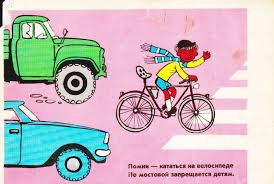 Помни — кататься на велосипеде
По мостовой запрещается детям.